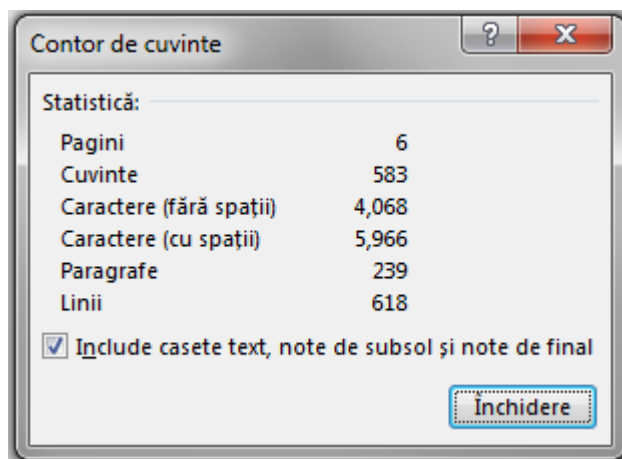 Contor de cuvinte
Statistică:
Pagini 6
Cuvinte 583
Caractere (fără spații) 4,068
Caractere (cu spații) 5,966
Paragrafe 239
Linii 618
Include casete text, note de subsol și note de final
Închidere